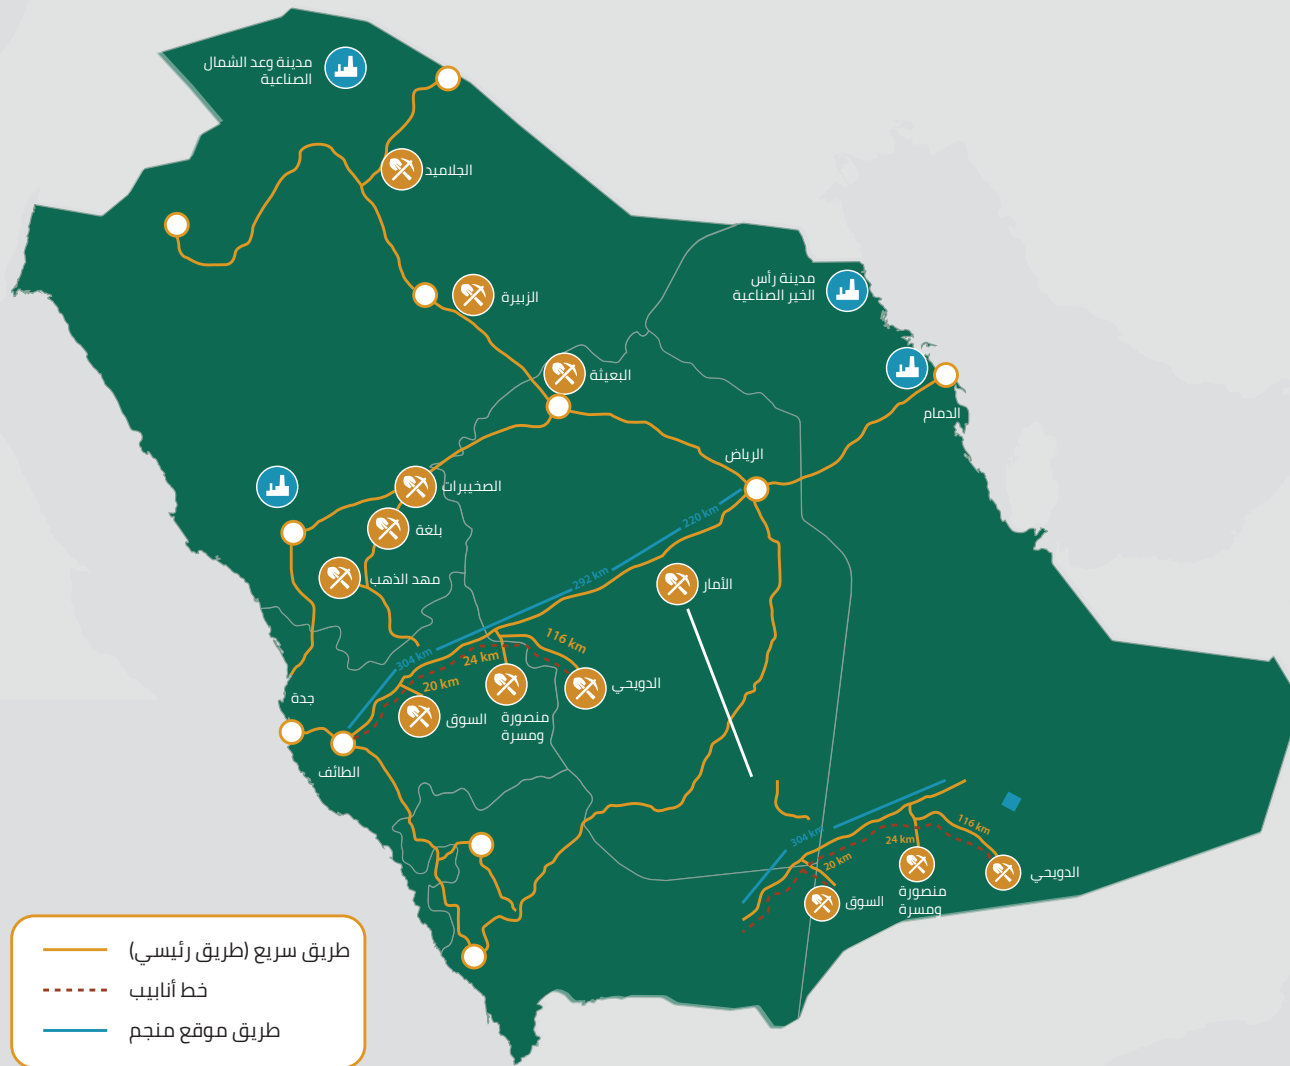 مدينة وعد الشمال
الصناعية
الجلاميد
الزبيرة
مدينة رأس
الخير الصناعية
البعيثة
الدمام
الرياض
الصخيبرات
بلغة
مهد الذهب
220 km
292 km
الأمار
304 km
116 km
24 km
20 km
الدويحي
منصورة
ومسرة
السوق
جدة
الطائف
304 km
116 km
24 km
20 km
الدويحي
منصورة
ومسرة
السوق
طريق سريع (طريق رئيسي)
خط أنابيب
طريق موقع منجم